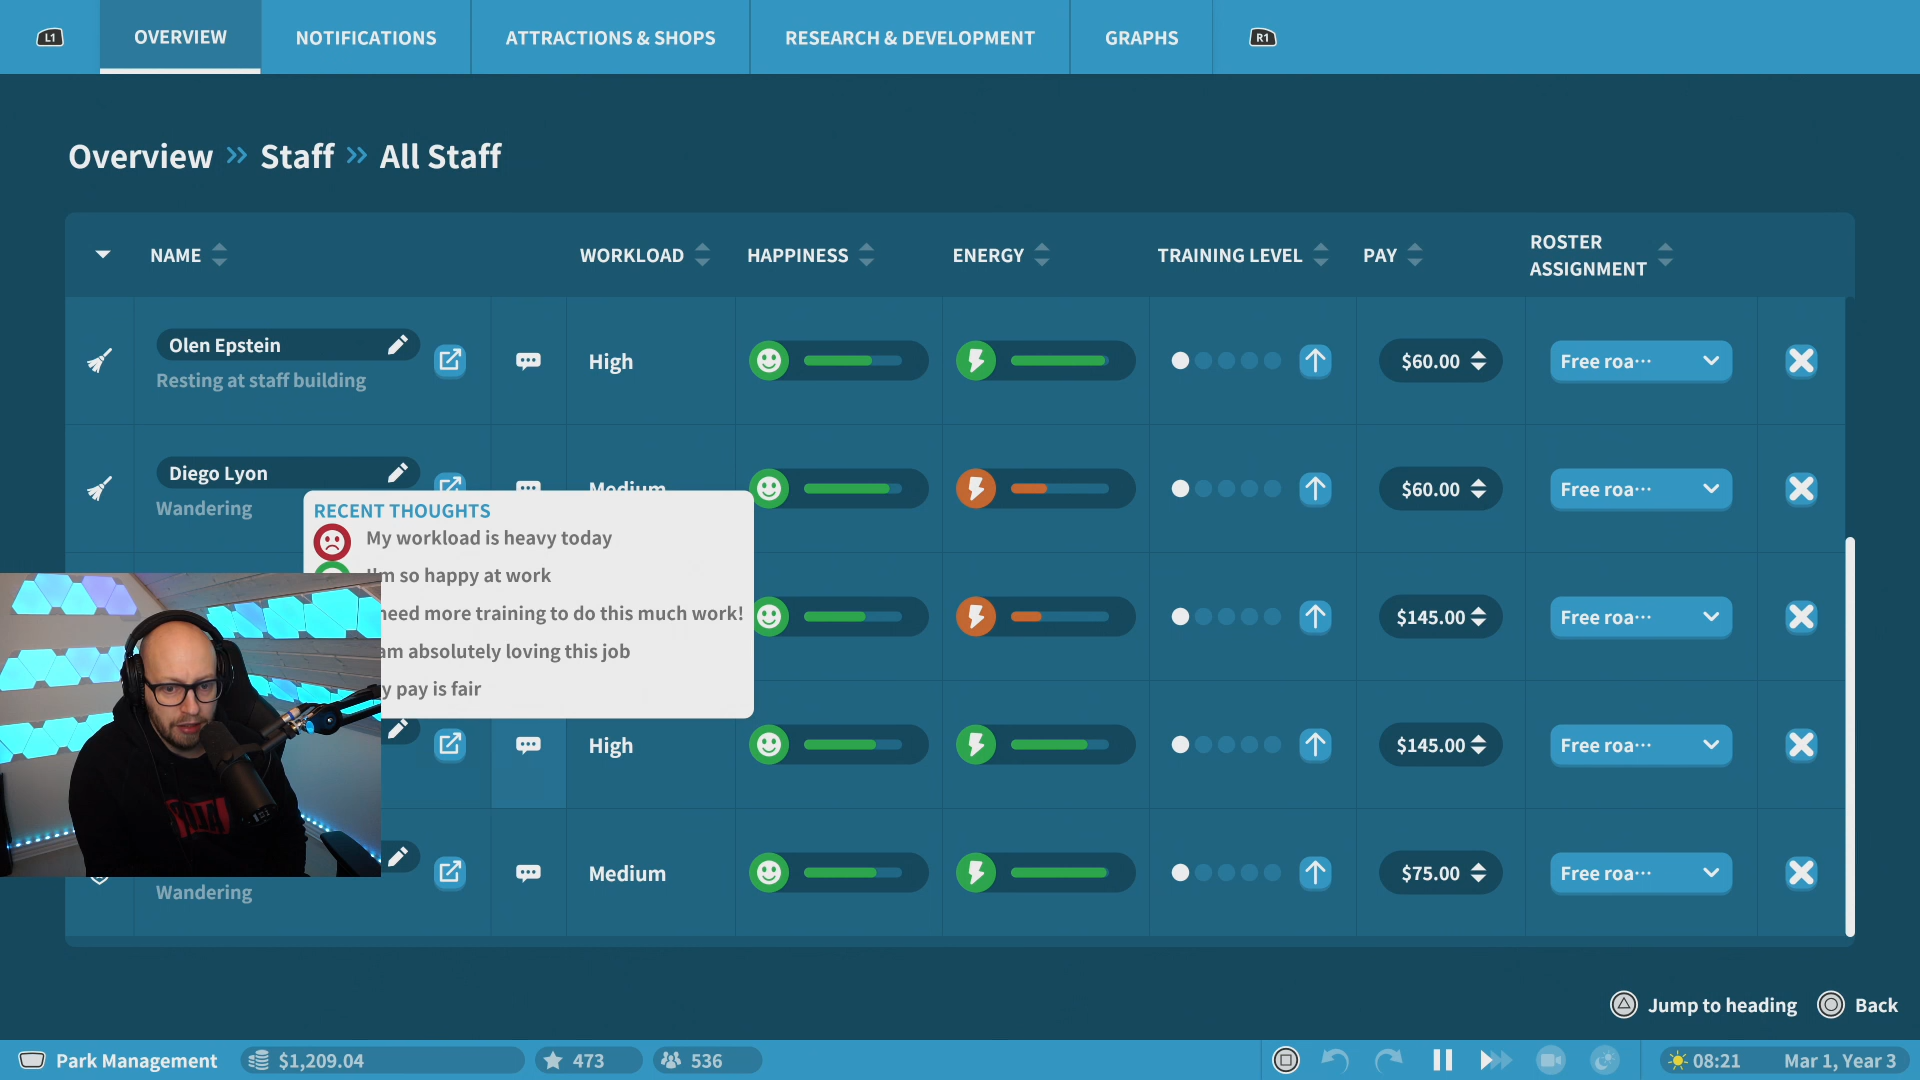 L1
OVERVIEW
NOTIFICATIONS
ATTRACTIONS & SHOPS
RESEARCH & DEVELOPMENT
GRAPHS
R1
Overview » Staff » All Staff
NAME
WORKLOAD
HAPPINESS
ENERGY
TRAINING LEVEL
PAY
ROSTER
ASSIGNMENT
Olen Epstein
Resting at staff building
High
$60.00
Free roa...
Diego Lyon
Wandering
Medium
$60.00
Free roa...
RECENT THOUGHTS
My workload is heavy today
I'm so happy at work
need more training to do this much work!
am absolutely loving this job
y pay is fair
$145.00
Free roa...
High
$145.00
Free roa...
Wandering
Medium
$75.00
Free roa...
Jump to heading
Back
Park Management
$1,209.04
473
536
08:21
Mar 1, Year 3